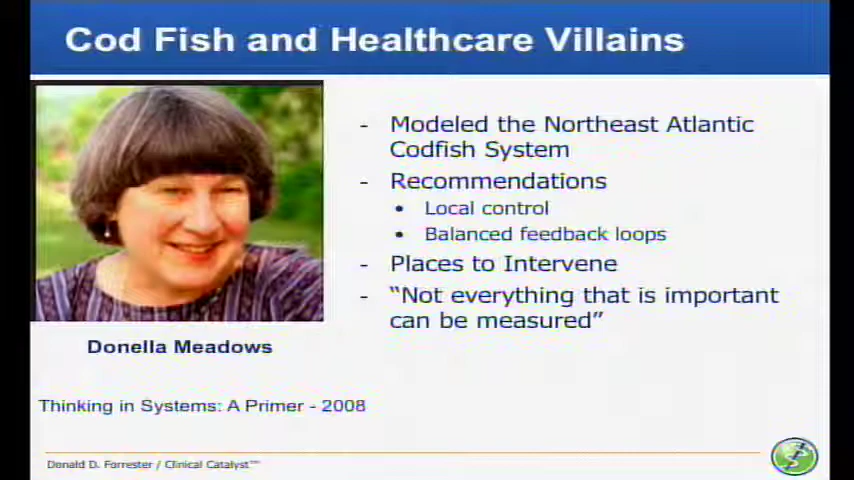 Cod Fish and Healthcare Villains
- Modeled the Northeast Atlantic
Codfish System
- Recommendations
• Local control
• Balanced feedback loops
- Places to Intervene
- “Not everything that is important
can be measured”
Donella Meadows
Thinking in Systems: A Primer - 2008
Donald D. Forrester / Clinical Catalyst™